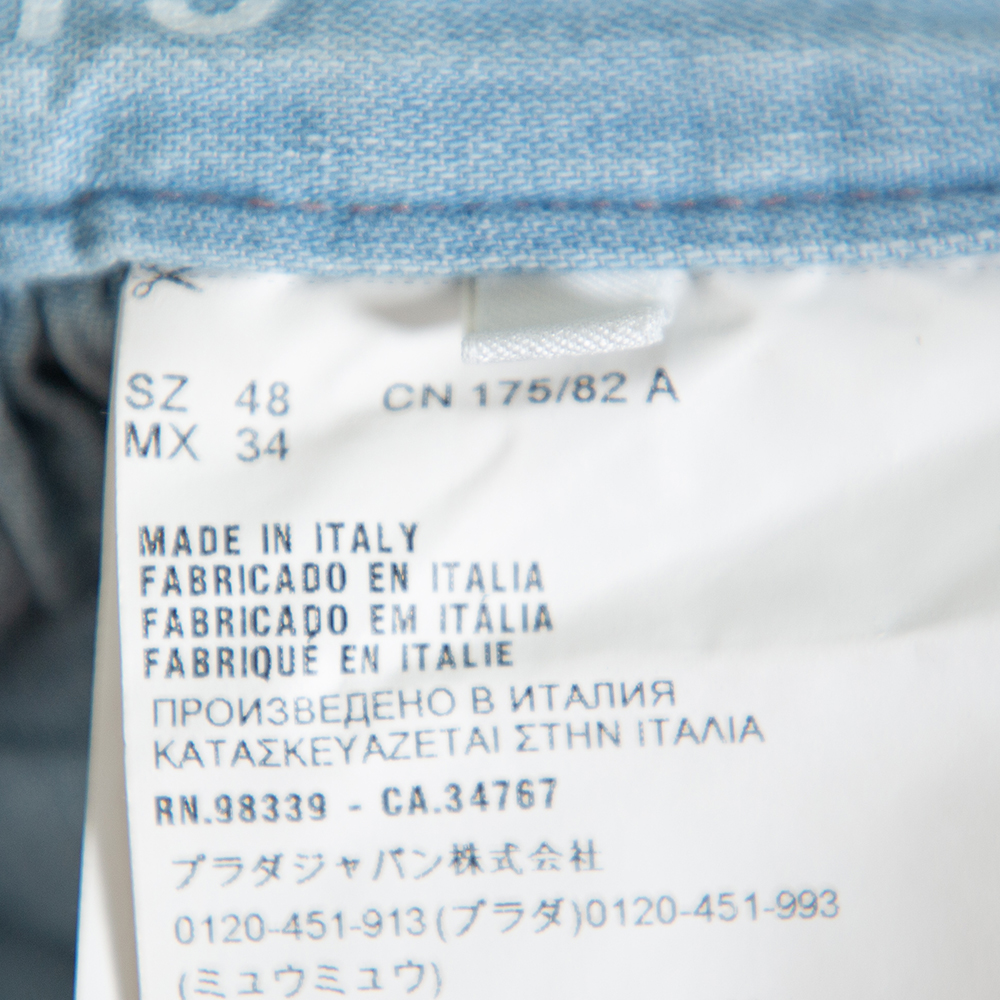 SZ 48 CN 175/82 A
MX 34
MADE IN ITALY
FABRICADO EN ITALIA
FABRICADO EM ITÁLIA
FABRIQUÉ EN ITALIE
ПРОИЗВЕДЕНО В ИТАЛИЯ
ΚΑΤΑΣΚΕΥΑΖΕΤΑΙ ΣΤΗΝ ΙΤΑΛΙΑ
RN.98339 - CA.34767
プラダジャパン株式会社
0120-451-913(プラダ)0120-451-993
(ミュウミュウ)